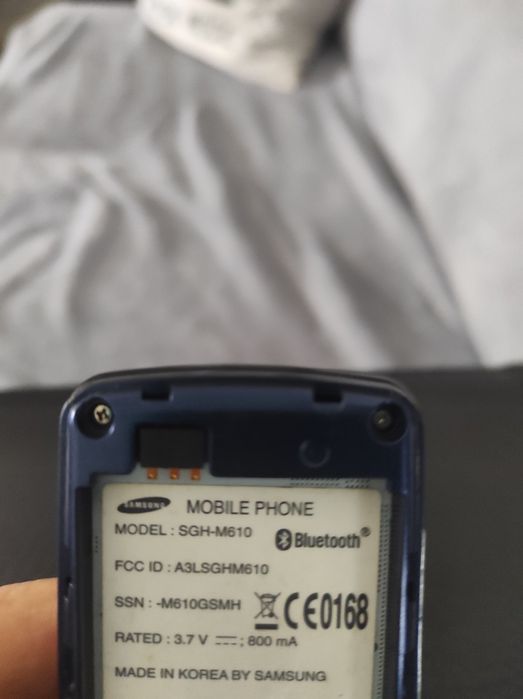 SAMSUNG MOBILE PHONE
MODEL : SGH-M610
Bluetooth®
FCC ID : A3LSGHM610
SSN : -M610GSMH
CE0168
RATED : 3.7 V ⎓; 800 mA
MADE IN KOREA BY SAMSUNG